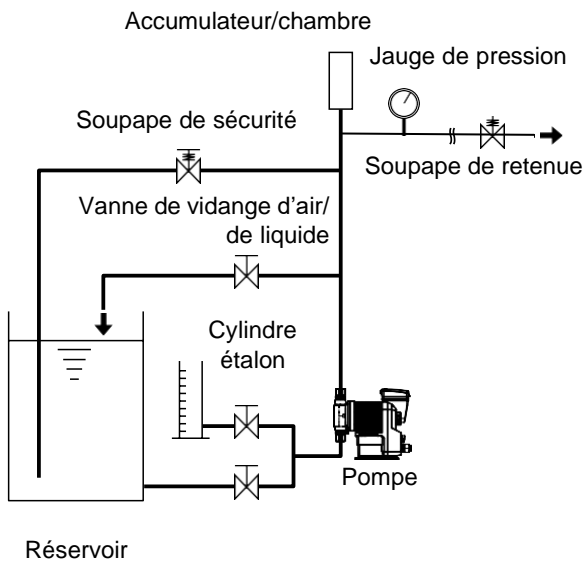 Accumulateur/chambre
Jauge de pression
Soupape de sécurité
Soupape de retenue
Vanne de vidange d'air/
de liquide
Cylindre
étalon
Pompe
Réservoir